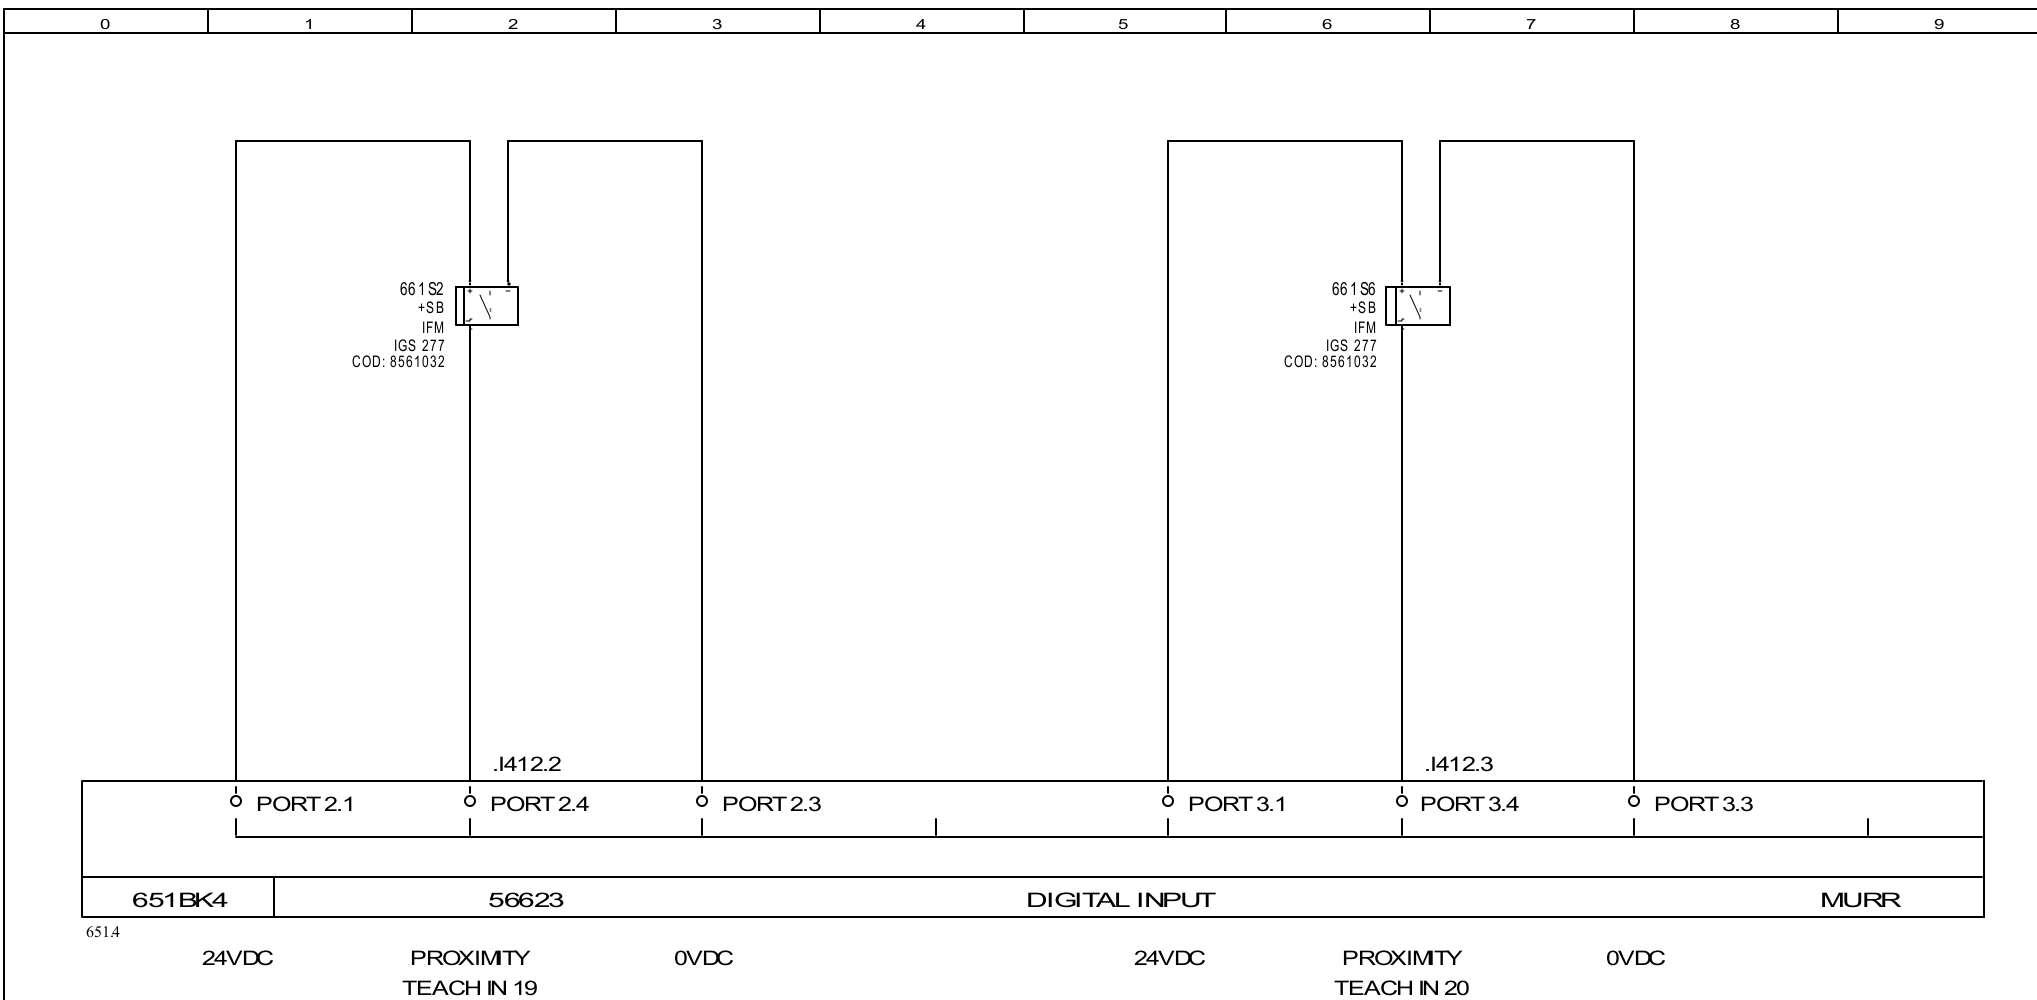 0 1 2 3 4 5 6 7 8 9
661S2
+SB
IFM
IGS 277
COD: 8561032
661S6
+SB
IFM
IGS 277
COD: 8561032
.I412.2 .I412.3
PORT 2.1 PORT 2.4 PORT 2.3 PORT 3.1 PORT 3.4 PORT 3.3
651BK4 56623 DIGITAL INPUT MURR
651.4
24VDC PROXIMITY 0VDC 24VDC PROXIMITY 0VDC
TEACH IN 19 TEACH IN 20